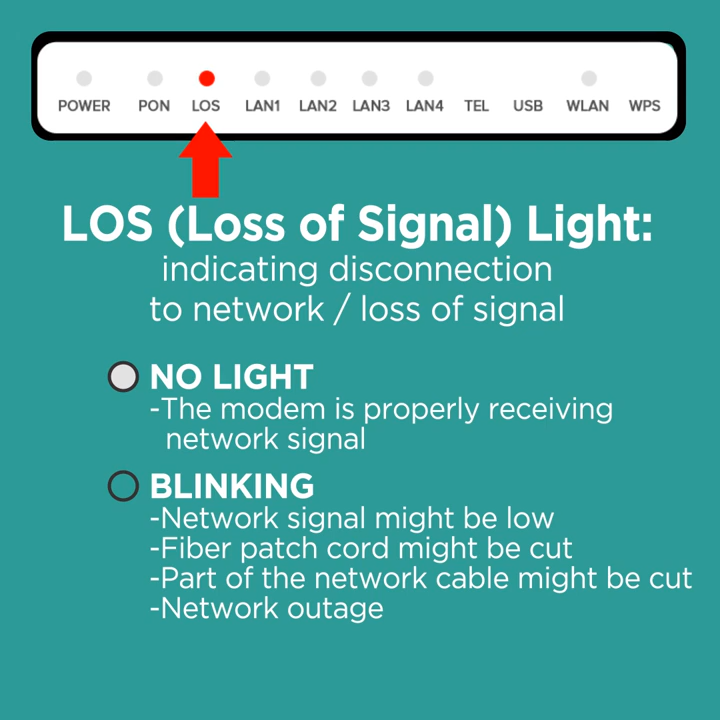 POWER PON LOS LAN1 LAN2 LAN3 LAN4 TEL USB WLAN WPS
LOS (Loss of Signal) Light:
indicating disconnection
to network / loss of signal
NO LIGHT
-The modem is properly receiving
network signal
BLINKING
-Network signal might be low
-Fiber patch cord might be cut
-Part of the network cable might be cut
-Network outage